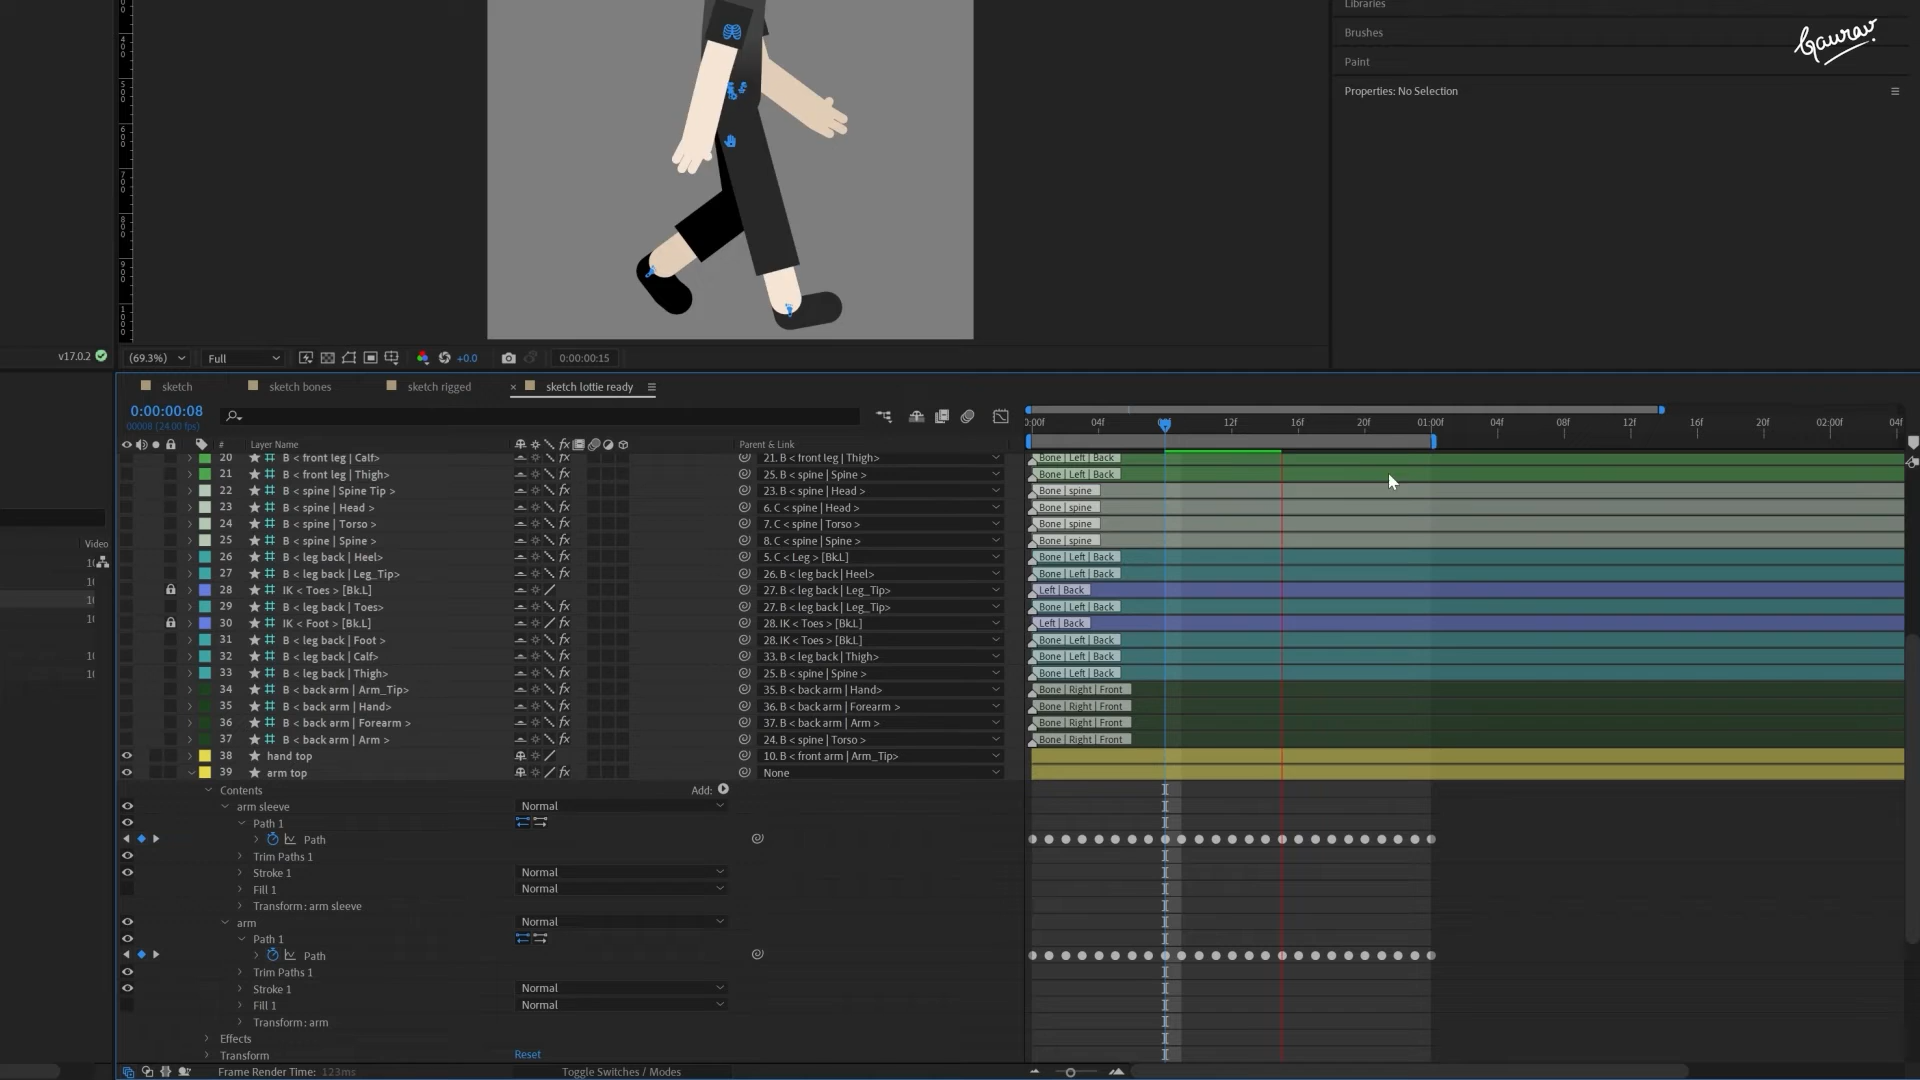 Libraries
Brushes
Paint
Properties: No Selection
Gaurav.
400
500
600
700
800
900
1000
v17.0.2
(69.3%)
Full
+0.0
0:00:00:15
sketch
sketch bones
sketch rigged
× sketch lottie ready
0:00:00:08
00008 (24.00 fps)
0:00f 04f 12f 16f 20f 01:00f 04f 08f 12f 16f 20f 02:00f 04f
# Layer Name Parent & Link
20 B < front leg | Calf> 21. B < front leg | Thigh> Bone | Left | Back
21 B < front leg | Thigh> 25. B < spine | Spine > Bone | Left | Back
22 B < spine | Spine Tip > 23. B < spine | Head > Bone | spine
23 B < spine | Head > 6. C < spine | Head > Bone | spine
24 B < spine | Torso > 7. C < spine | Torso > Bone | spine
25 B < spine | Spine > 8. C < spine | Spine > Bone | spine
26 B < leg back | Heel> 5. C < Leg > [Bk.L] Bone | Left | Back
27 B < leg back | Leg_Tip> 26. B < leg back | Heel> Bone | Left | Back
28 IK < Toes > [Bk.L] 27. B < leg back | Leg_Tip> Left | Back
29 B < leg back | Toes> 27. B < leg back | Leg_Tip> Bone | Left | Back
30 IK < Foot > [Bk.L] 28. IK < Toes > [Bk.L] Left | Back
31 B < leg back | Foot > 28. IK < Toes > [Bk.L] Bone | Left | Back
32 B < leg back | Calf> 33. B < leg back | Thigh> Bone | Left | Back
33 B < leg back | Thigh> 25. B < spine | Spine > Bone | Left | Back
34 B < back arm | Arm_Tip> 35. B < back arm | Hand> Bone | Right | Front
35 B < back arm | Hand> 36. B < back arm | Forearm > Bone | Right | Front
36 B < back arm | Forearm > 37. B < back arm | Arm > Bone | Right | Front
37 B < back arm | Arm > 24. B < spine | Torso > Bone | Right | Front
38 hand top 10. B < front arm | Arm_Tip>
39 arm top None
Contents Add:
arm sleeve Normal
Path 1
Path
Trim Paths 1
Stroke 1 Normal
Fill 1 Normal
Transform: arm sleeve
arm Normal
Path 1
Path
Trim Paths 1
Stroke 1 Normal
Fill 1 Normal
Transform: arm
Effects
Transform Reset
Frame Render Time: 123ms Toggle Switches / Modes
Video